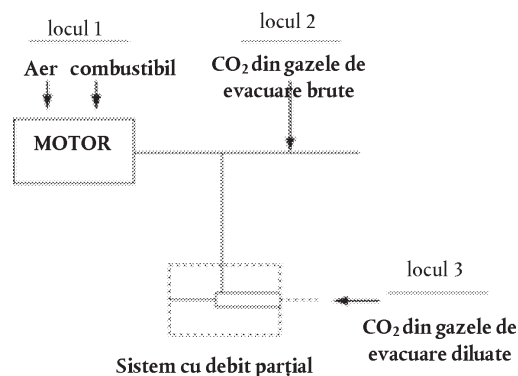 locul 1
locul 2
Aer combustibil
CO₂ din gazele de
evacuare brute
MOTOR
locul 3
CO₂ din gazele de
evacuare diluate
Sistem cu debit parțial